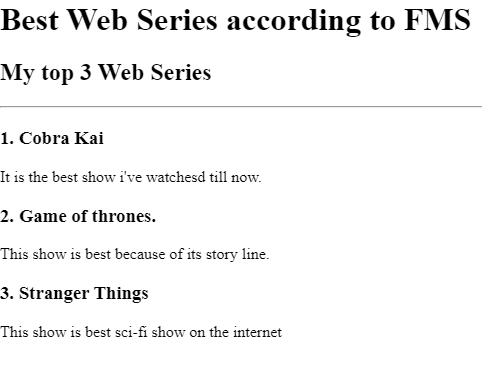 Best Web Series according to FMS
My top 3 Web Series
1. Cobra Kai
It is the best show i've watchesd till now.
2. Game of thrones.
This show is best because of its story line.
3. Stranger Things
This show is best sci-fi show on the internet